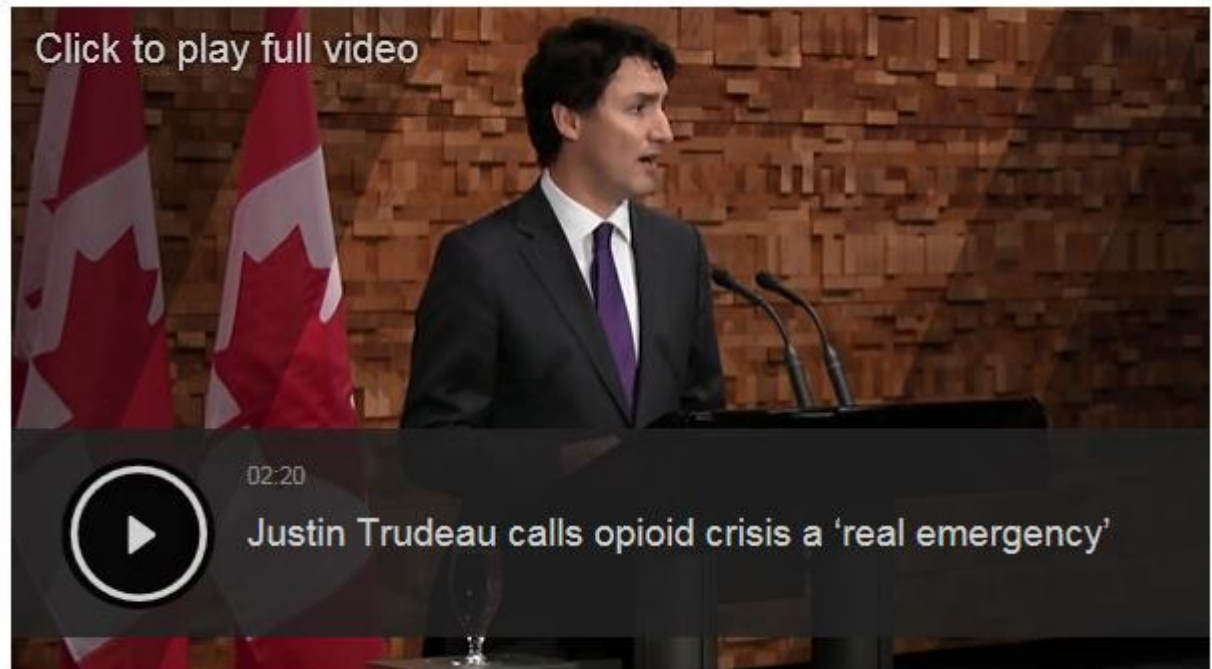 Click to play full video
02:20
Justin Trudeau calls opioid crisis a ‘real emergency’